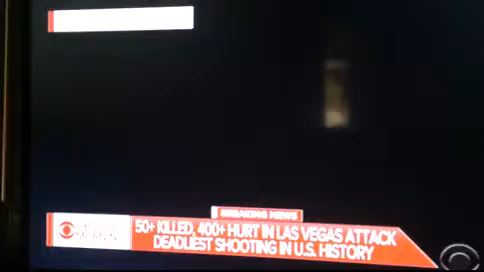 BREAKING NEWS
50+ KILLED, 400+ HURT IN LAS VEGAS ATTACK
DEADLIEST SHOOTING IN U.S. HISTORY